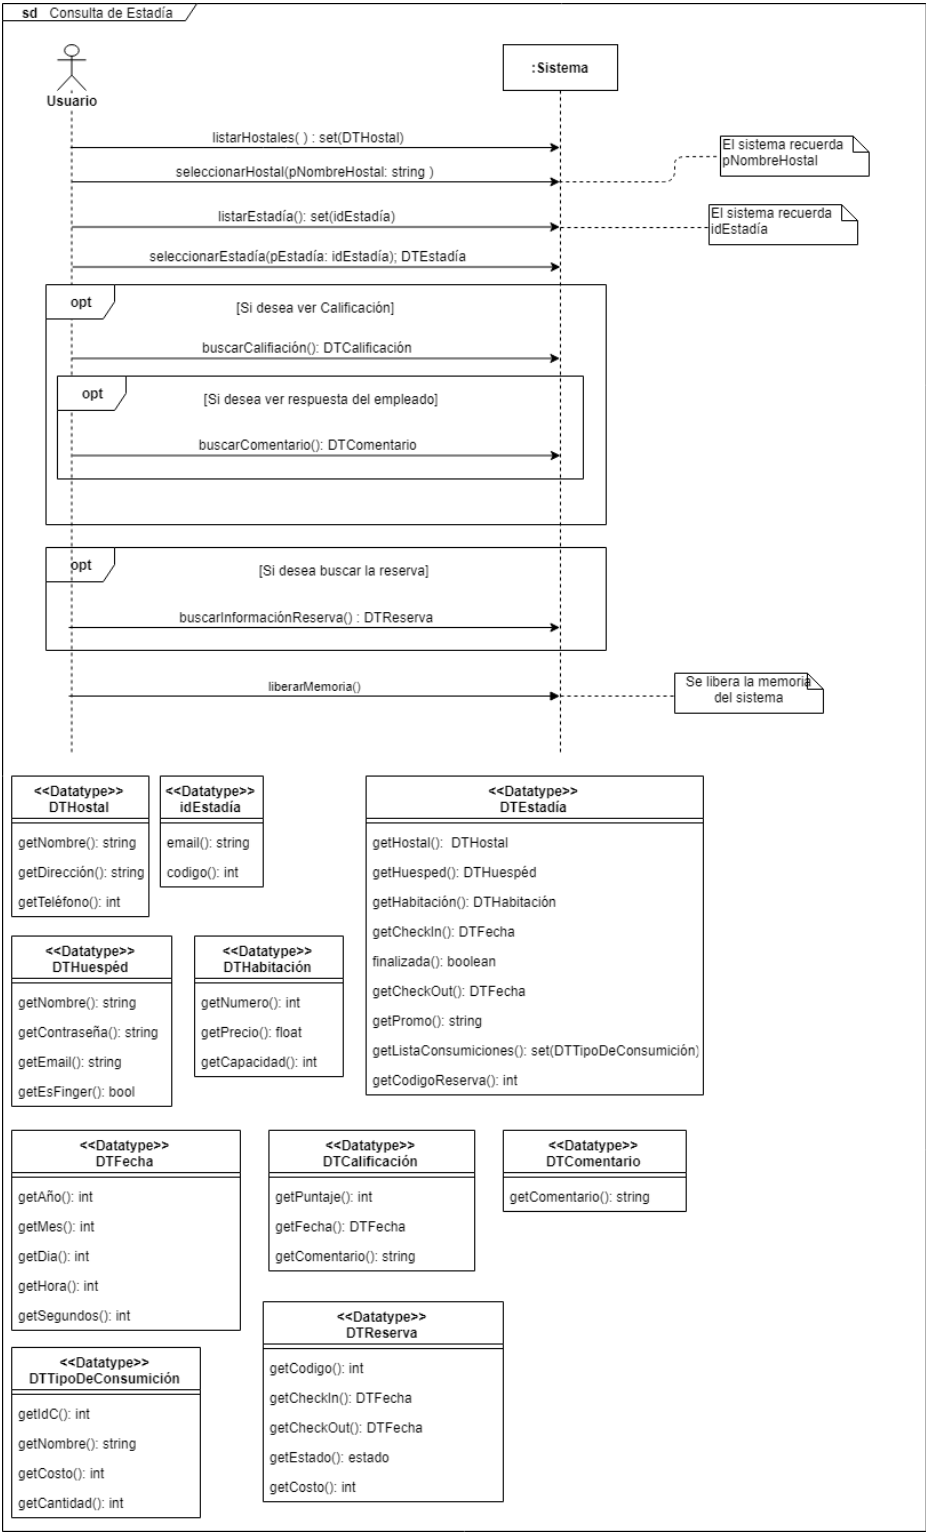 sd Consulta de Estadía
Usuario
:Sistema
listarHostales( ) : set(DTHostal)
El sistema recuerda
pNombreHostal
seleccionarHostal(pNombreHostal: string )
listarEstadía(): set(idEstadía)
El sistema recuerda
idEstadía
seleccionarEstadía(pEstadía: idEstadía); DTEstadía
opt
[Si desea ver Calificación]
buscarCalifiación(): DTCalificación
opt
[Si desea ver respuesta del empleado]
buscarComentario(): DTComentario
opt
[Si desea buscar la reserva]
buscarInformaciónReserva() : DTReserva
liberarMemoria()
Se libera la memoria
del sistema
<<Datatype>>
DTHostal
getNombre(): string
getDirección(): string
getTeléfono(): int
<<Datatype>>
idEstadía
email(): string
codigo(): int
<<Datatype>>
DTEstadía
getHostal():  DTHostal
getHuesped(): DTHuespéd
getHabitación(): DTHabitación
getCheckIn(): DTFecha
finalizada(): boolean
getCheckOut(): DTFecha
getPromo(): string
getListaConsumiciones(): set(DTTipoDeConsumición)
getCodigoReserva(): int
<<Datatype>>
DTHuespéd
getNombre(): string
getContraseña(): string
getEmail(): string
getEsFinger(): bool
<<Datatype>>
DTHabitación
getNumero(): int
getPrecio(): float
getCapacidad(): int
<<Datatype>>
DTFecha
getAño(): int
getMes(): int
getDia(): int
getHora(): int
getSegundos(): int
<<Datatype>>
DTCalificación
getPuntaje(): int
getFecha(): DTFecha
getComentario(): string
<<Datatype>>
DTComentario
getComentario(): string
<<Datatype>>
DTTipoDeConsumición
getIdC(): int
getNombre(): string
getCosto(): int
getCantidad(): int
<<Datatype>>
DTReserva
getCodigo(): int
getCheckIn(): DTFecha
getCheckOut(): DTFecha
getEstado(): estado
getCosto(): int